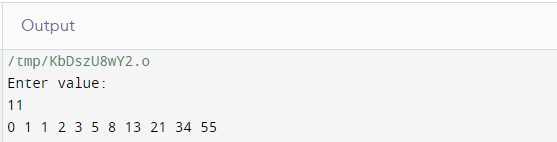 Output
/tmp/KbDszU8wY2.o
Enter value:
11
0 1 1 2 3 5 8 13 21 34 55